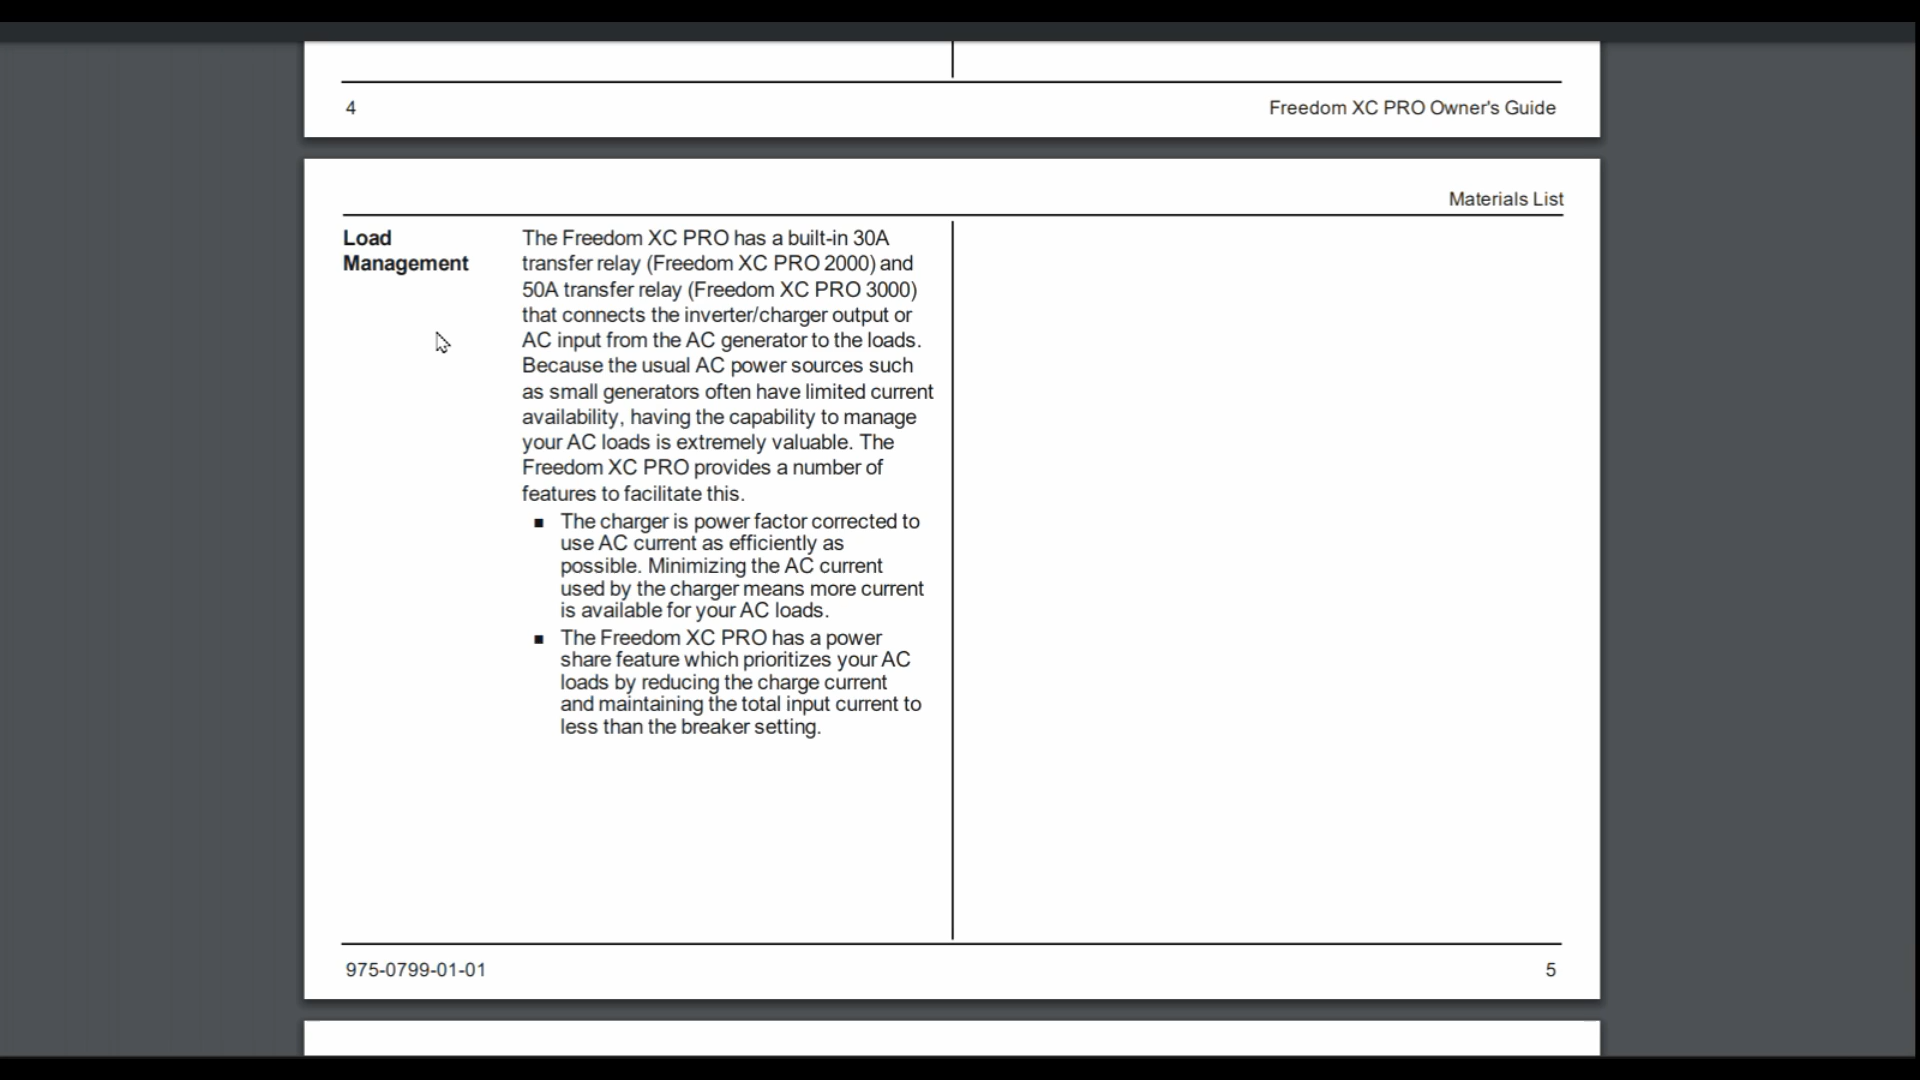 4
Freedom XC PRO Owner's Guide
Materials List
Load
Management
The Freedom XC PRO has a built-in 30A
transfer relay (Freedom XC PRO 2000) and
50A transfer relay (Freedom XC PRO 3000)
that connects the inverter/charger output or
AC input from the AC generator to the loads.
Because the usual AC power sources such
as small generators often have limited current
availability, having the capability to manage
your AC loads is extremely valuable. The
Freedom XC PRO provides a number of
features to facilitate this.
■ The charger is power factor corrected to
use AC current as efficiently as
possible. Minimizing the AC current
used by the charger means more current
is available for your AC loads.
■ The Freedom XC PRO has a power
share feature which prioritizes your AC
loads by reducing the charge current
and maintaining the total input current to
less than the breaker setting.
975-0799-01-01
5